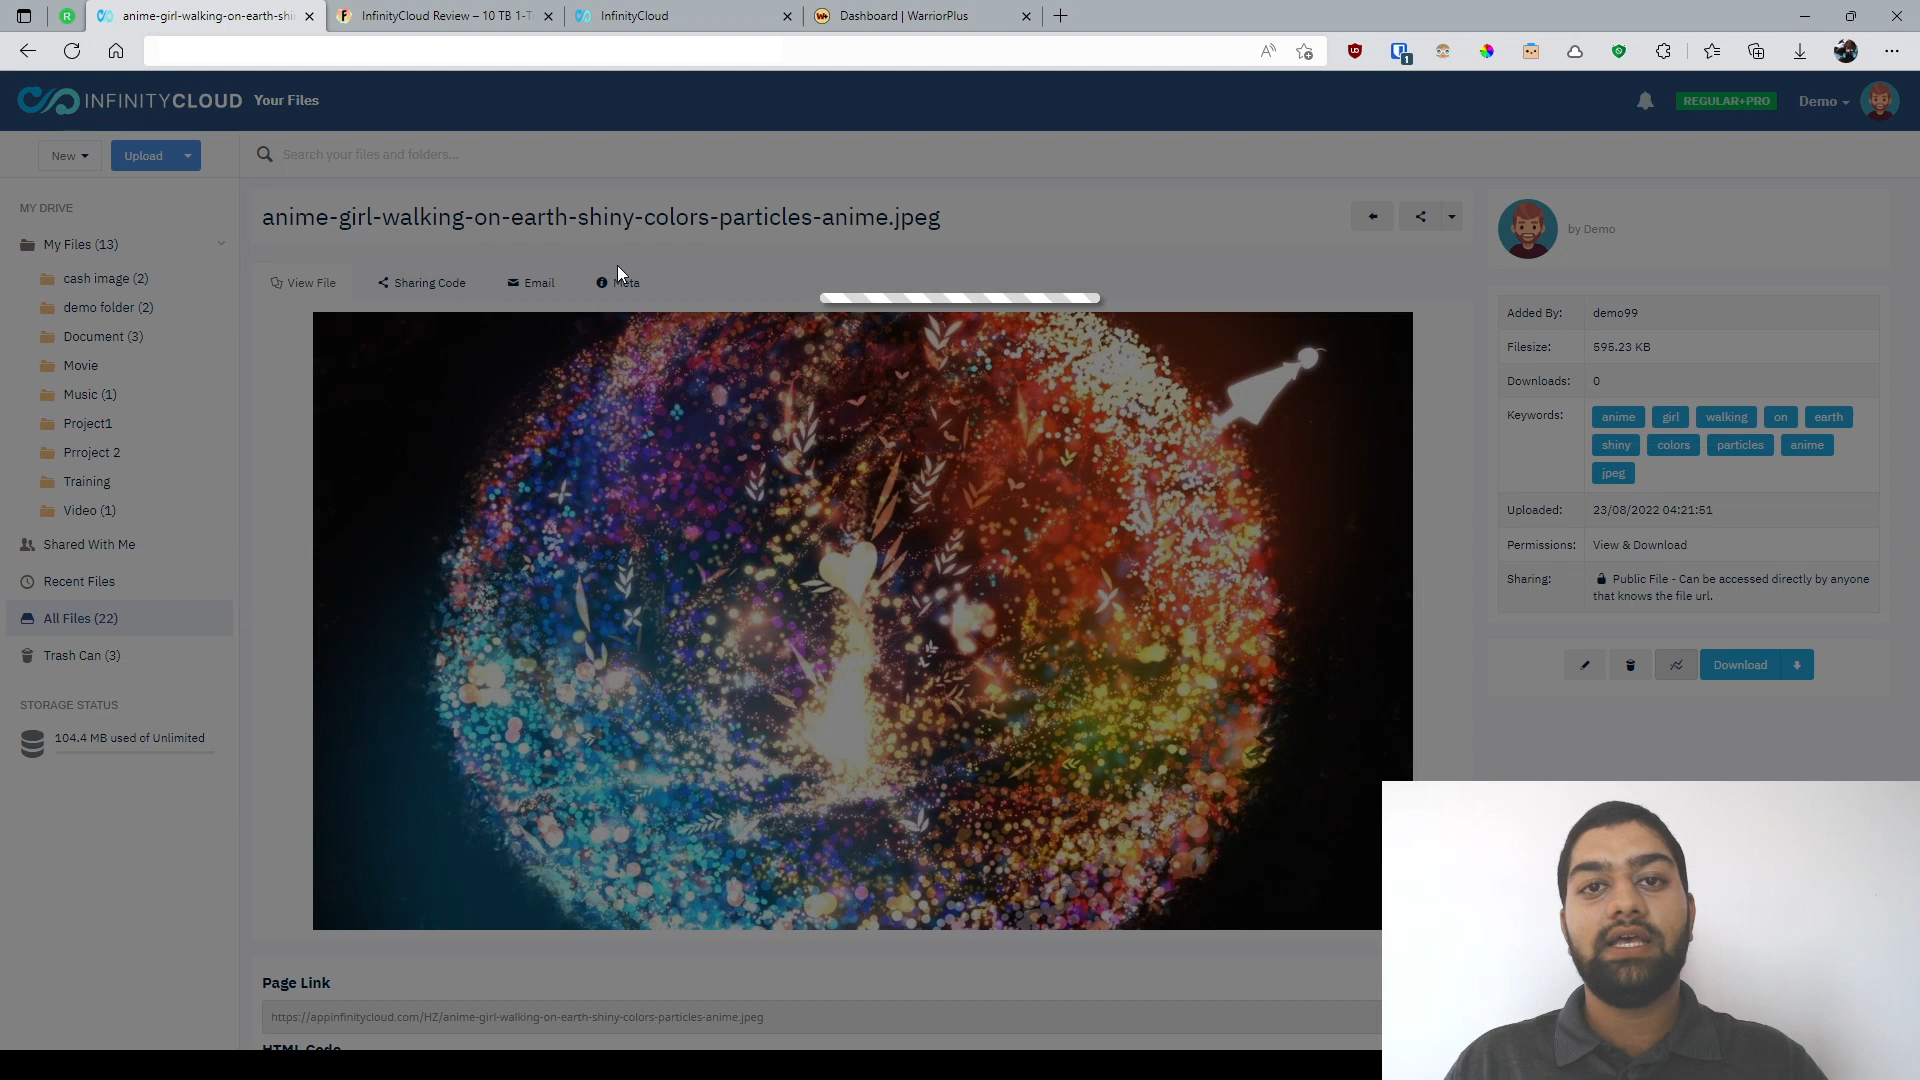 anime-girl-walking-on-earth-shi
InfinityCloud Review – 10 TB 1-T
InfinityCloud
Dashboard | WarriorPlus
1
INFINITYCLOUD
Your Files
REGULAR+PRO
Demo
New
Upload
Search your files and folders...
MY DRIVE
My Files (13)
cash image (2)
demo folder (2)
Document (3)
Movie
Music (1)
Project1
Prroject 2
Training
Video (1)
Shared With Me
Recent Files
All Files (22)
Trash Can (3)
STORAGE STATUS
104.4 MB used of Unlimited
anime-girl-walking-on-earth-shiny-colors-particles-anime.jpeg
View File
Sharing Code
Email
Meta
Page Link
https://appinfinitycloud.com/HZ/anime-girl-walking-on-earth-shiny-colors-particles-anime.jpeg
HTML Code
by Demo
Added By: demo99
Filesize: 595.23 KB
Downloads: 0
Keywords: anime girl walking on earth
shiny colors particles anime
jpeg
Uploaded: 23/08/2022 04:21:51
Permissions: View & Download
Sharing: Public File - Can be accessed directly by anyone
that knows the file url.
Download